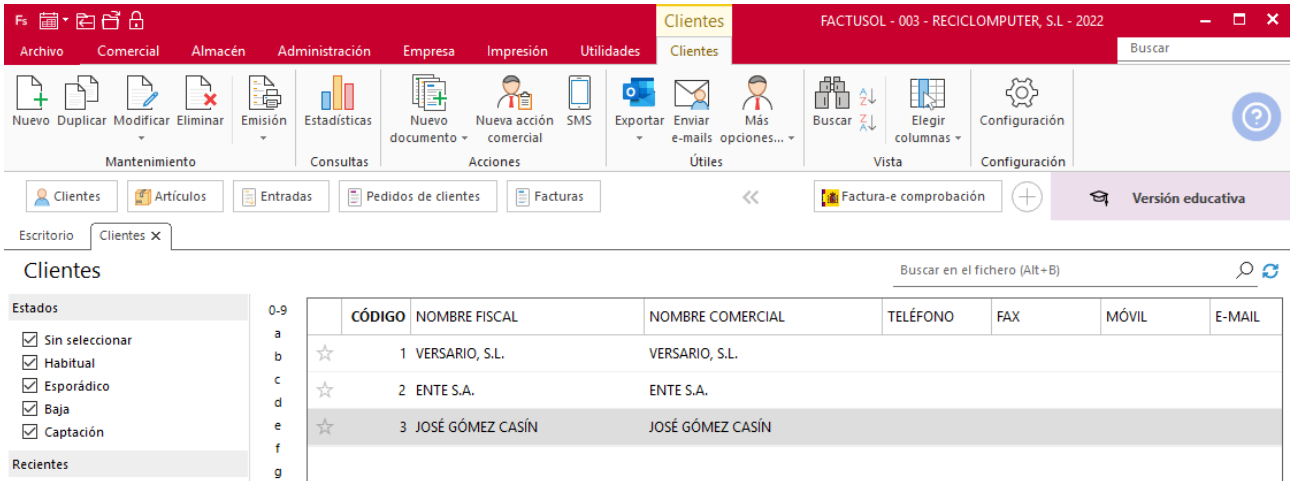 Fs
Clientes
FACTUSOL - 003 - RECICLOMPUTER, S.L - 2022
Archivo Comercial Almacén Administración Empresa Impresión Utilidades Clientes
Buscar
Nuevo Duplicar Modificar Eliminar Emisión Estadísticas Nuevo documento Nueva acción comercial SMS Exportar Enviar e-mails Más opciones... Buscar Elegir columnas Configuración
Mantenimiento Consultas Acciones Útiles Vista Configuración
Clientes Artículos Entradas Pedidos de clientes Facturas Factura-e comprobación Versión educativa
Escritorio Clientes
Clientes
Buscar en el fichero (Alt+B)
Estados
Sin seleccionar
Habitual
Esporádico
Baja
Captación
Recientes
0-9
a
b
c
d
e
f
g
CÓDIGO NOMBRE FISCAL NOMBRE COMERCIAL TELÉFONO FAX MÓVIL E-MAIL
1 VERSARIO, S.L. VERSARIO, S.L.
2 ENTE S.A. ENTE S.A.
3 JOSÉ GÓMEZ CASÍN JOSÉ GÓMEZ CASÍN